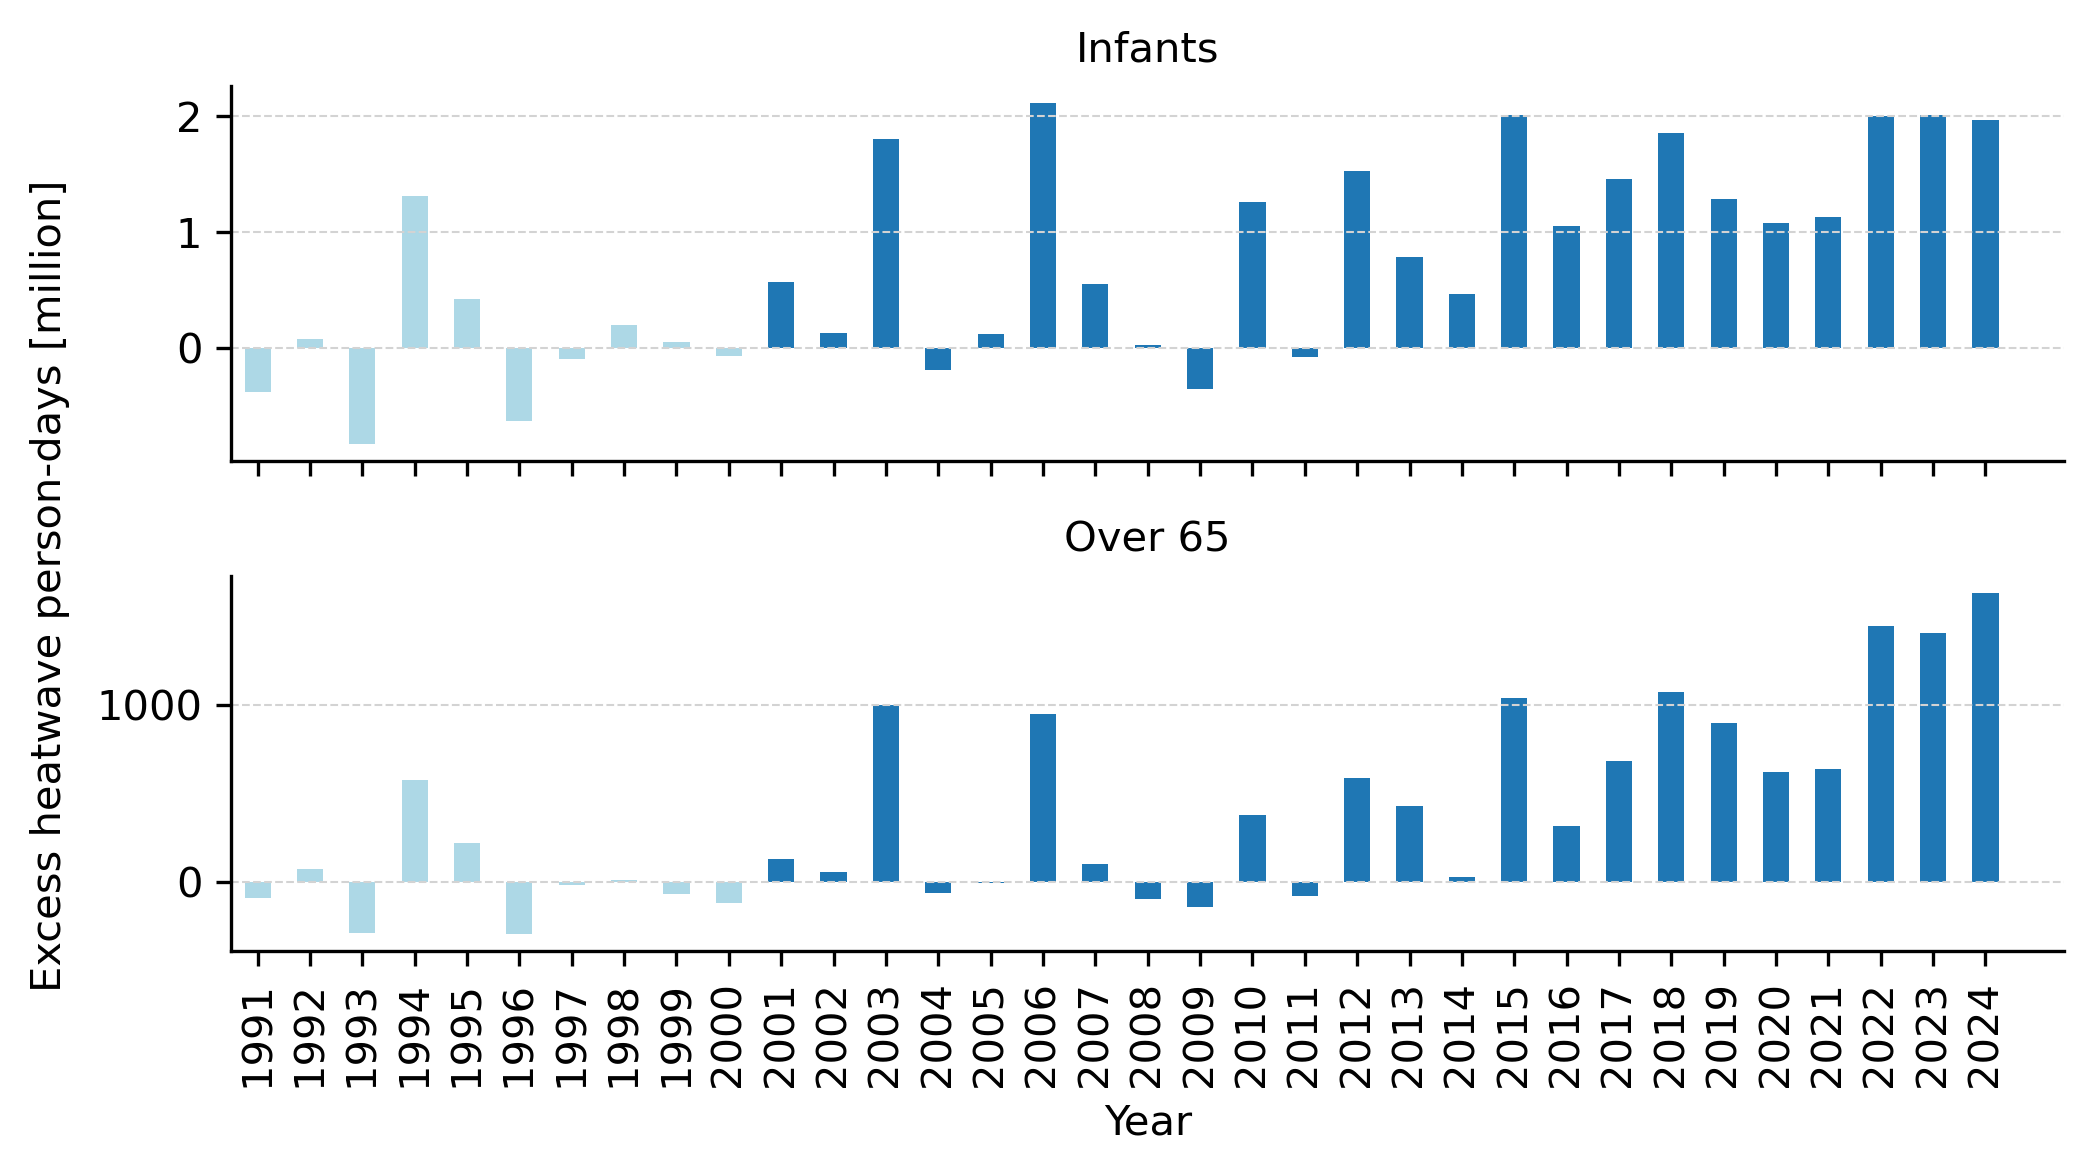 Infants
Excess heatwave person-days [million]
2
1
0
Over 65
1000
0
1991 1992 1993 1994 1995 1996 1997 1998 1999 2000 2001 2002 2003 2004 2005 2006 2007 2008 2009 2010 2011 2012 2013 2014 2015 2016 2017 2018 2019 2020 2021 2022 2023 2024
Year